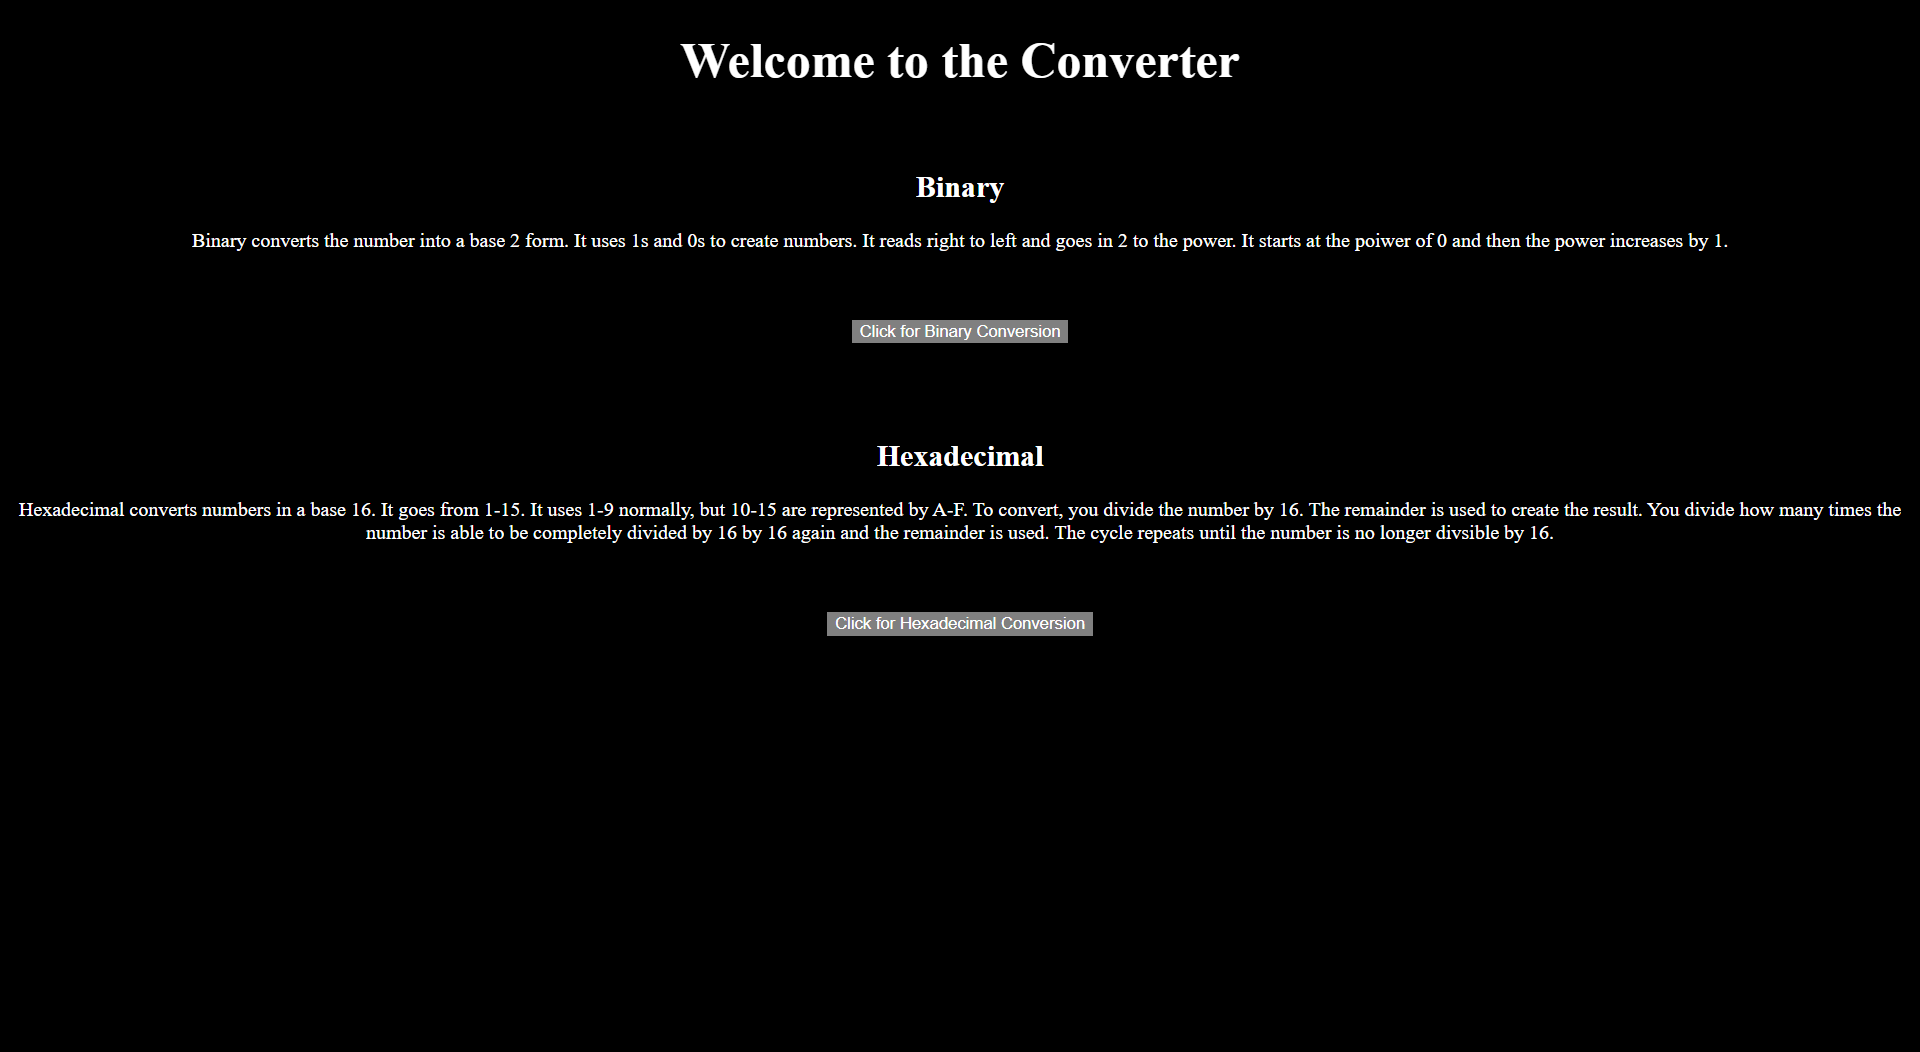 Welcome to the Converter
Binary
Binary converts the number into a base 2 form. It uses 1s and 0s to create numbers. It reads right to left and goes in 2 to the power. It starts at the poiwer of 0 and then the power increases by 1.
Click for Binary Conversion
Hexadecimal
Hexadecimal converts numbers in a base 16. It goes from 1-15. It uses 1-9 normally, but 10-15 are represented by A-F. To convert, you divide the number by 16. The remainder is used to create the result. You divide how many times the
number is able to be completely divided by 16 by 16 again and the remainder is used. The cycle repeats until the number is no longer divsible by 16.
Click for Hexadecimal Conversion